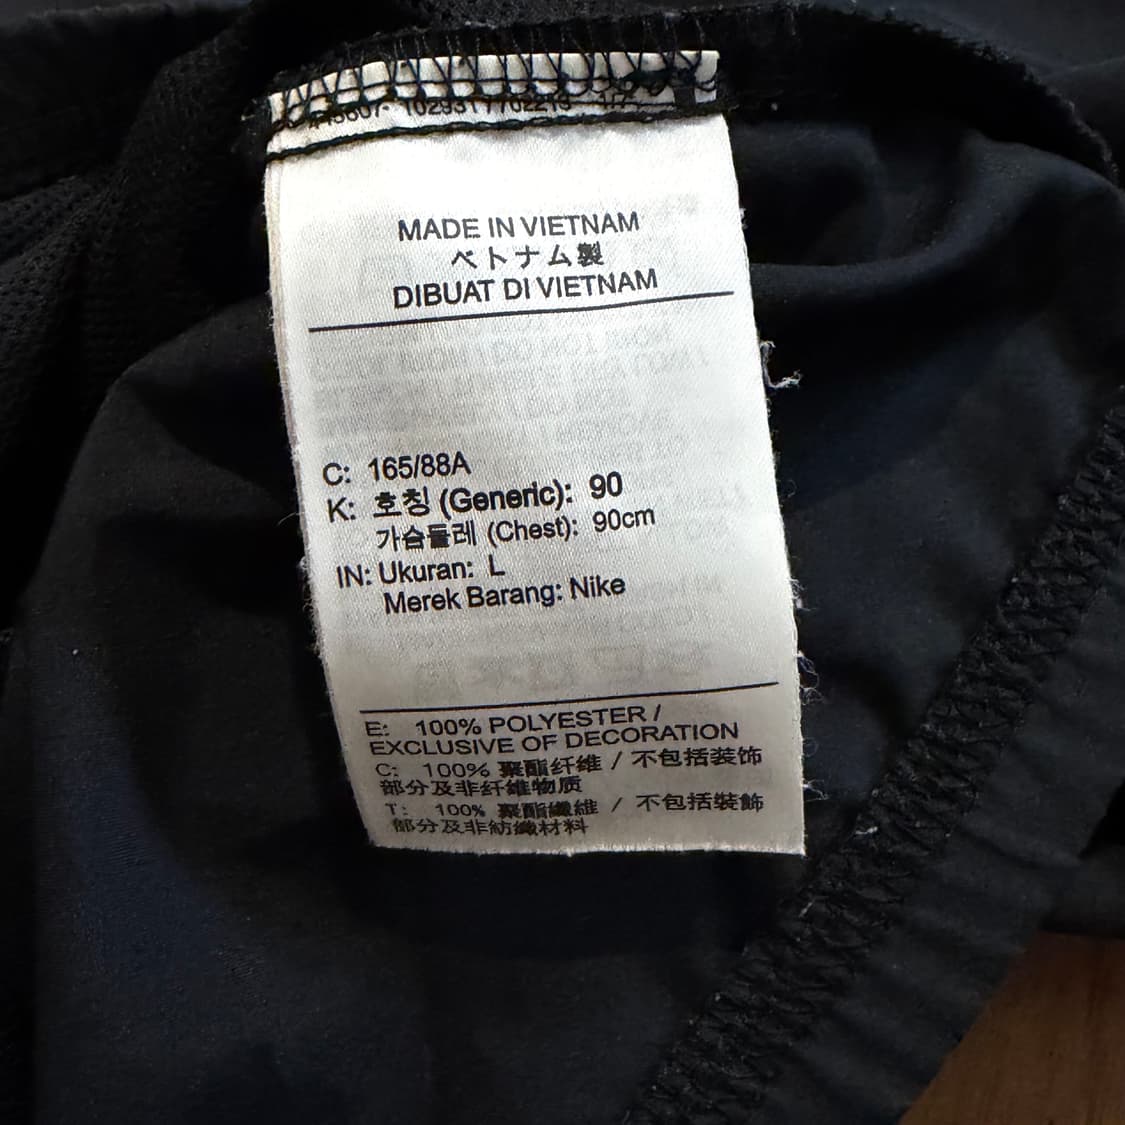 MADE IN VIETNAM
ベトナム製
DIBUAT DI VIETNAM
C: 165/88A
K: 호칭 (Generic): 90
가슴둘레 (Chest): 90cm
IN: Ukuran: L
Merek Barang: Nike
E: 100% POLYESTER /
EXCLUSIVE OF DECORATION
C: 100% 聚酯纤维 / 不包括装饰
部分及非纤维物质
T: 100% 聚酯纖維 / 不包括裝飾
部分及非紡織材料